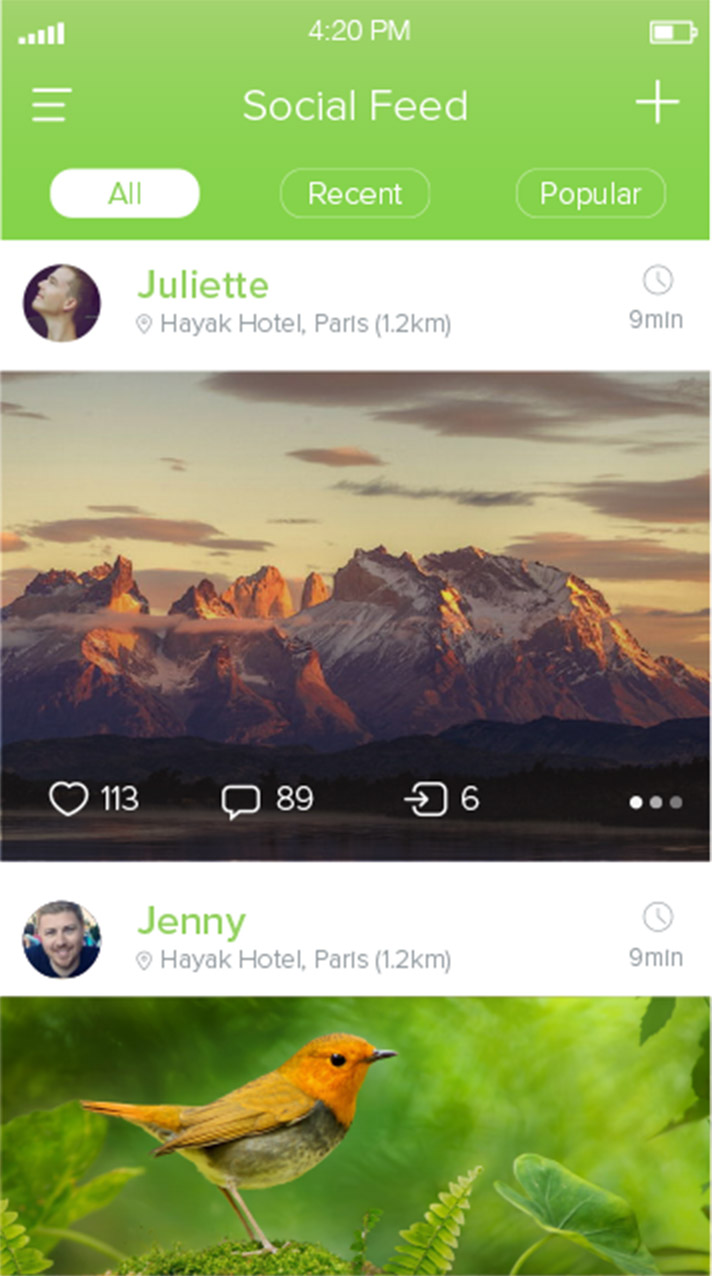 4:20 PM
Social Feed
All
Recent
Popular
Juliette
Hayak Hotel, Paris (1.2km)
9min
113
89
6
Jenny
Hayak Hotel, Paris (1.2km)
9min